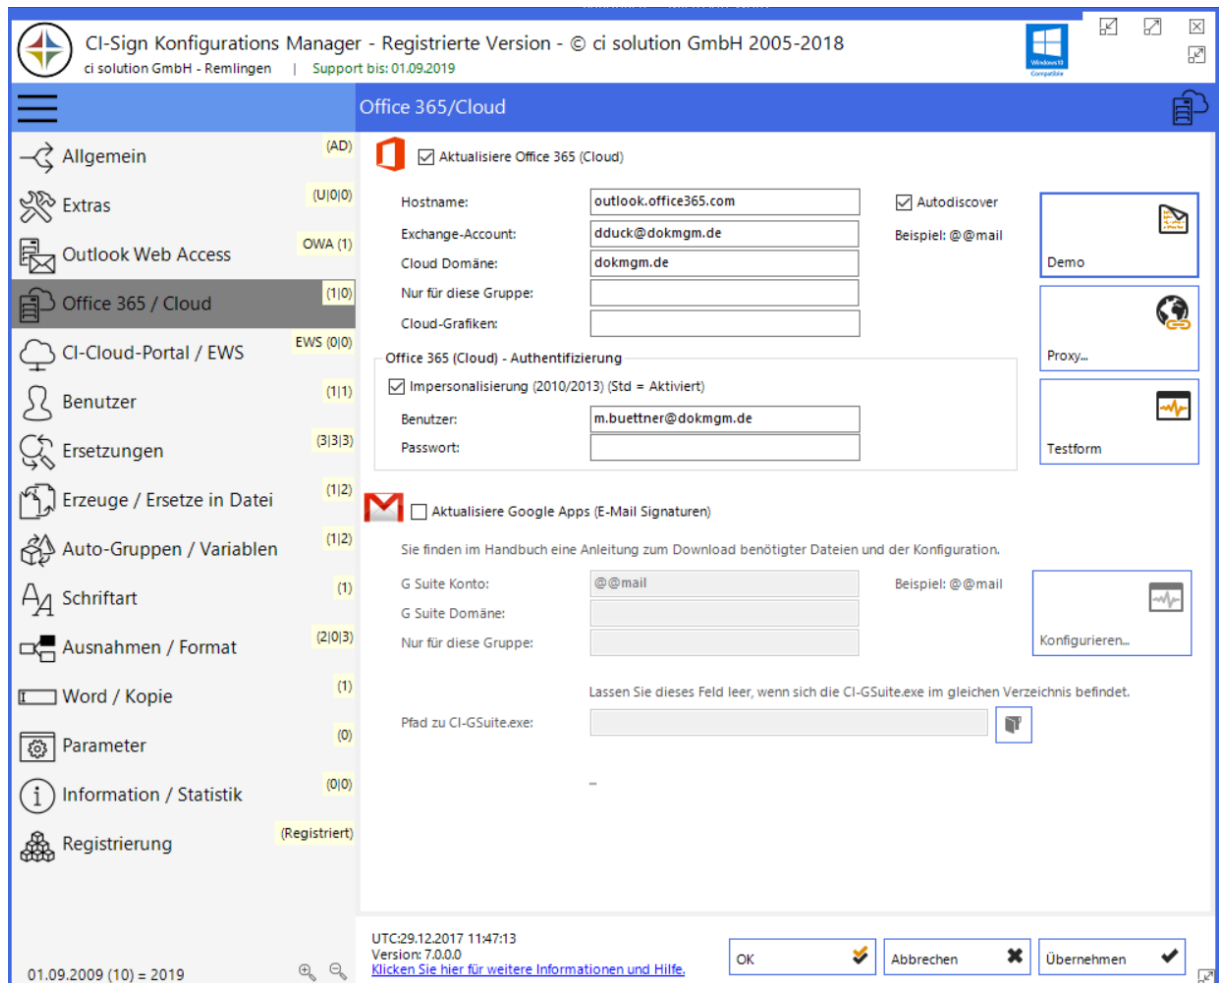 CI-Sign Konfigurations Manager - Registrierte Version - © ci solution GmbH 2005-2018
ci solution GmbH - Remlingen | Support bis: 01.09.2019
Windows10
Compatible
Office 365/Cloud
Allgemein (AD)
Extras (U|0|0)
Outlook Web Access OWA (1)
Office 365 / Cloud (1|0)
CI-Cloud-Portal / EWS EWS (0|0)
Benutzer (1|1)
Ersetzungen (3|3|3)
Erzeuge / Ersetze in Datei (1|2)
Auto-Gruppen / Variablen (1|2)
Schriftart (1)
Ausnahmen / Format (2|0|3)
Word / Kopie (1)
Parameter (0)
Information / Statistik (0|0)
Registrierung (Registriert)
01.09.2009 (10) = 2019
Aktualisiere Office 365 (Cloud)
Hostname: outlook.office365.com Autodiscover
Exchange-Account: dduck@dokmgm.de Beispiel: @@mail
Cloud Domäne: dokmgm.de
Nur für diese Gruppe:
Cloud-Grafiken:
Office 365 (Cloud) - Authentifizierung
Impersonalisierung (2010/2013) (Std = Aktiviert)
Benutzer: m.buettner@dokmgm.de
Passwort:
Demo
Proxy...
Testform
Aktualisiere Google Apps (E-Mail Signaturen)
Sie finden im Handbuch eine Anleitung zum Download benötigter Dateien und der Konfiguration.
G Suite Konto: @@mail Beispiel: @@mail
G Suite Domäne:
Nur für diese Gruppe:
Konfigurieren...
Lassen Sie dieses Feld leer, wenn sich die CI-GSuite.exe im gleichen Verzeichnis befindet.
Pfad zu CI-GSuite.exe:
–
UTC:29.12.2017 11:47:13
Version: 7.0.0.0
Klicken Sie hier für weitere Informationen und Hilfe.
OK
Abbrechen
Übernehmen